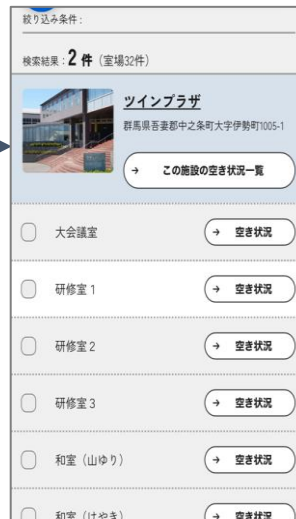 絞り込み条件:
検索結果:2 件 (室場32件)
ツインプラザ
群馬県吾妻郡中之条町大字伊勢町1005-1
→ この施設の空き状況一覧
大会議室 → 空き状況
研修室 1 → 空き状況
研修室 2 → 空き状況
研修室 3 → 空き状況
和室 (山ゆり) → 空き状況
和室 (けやき) → 空き状況